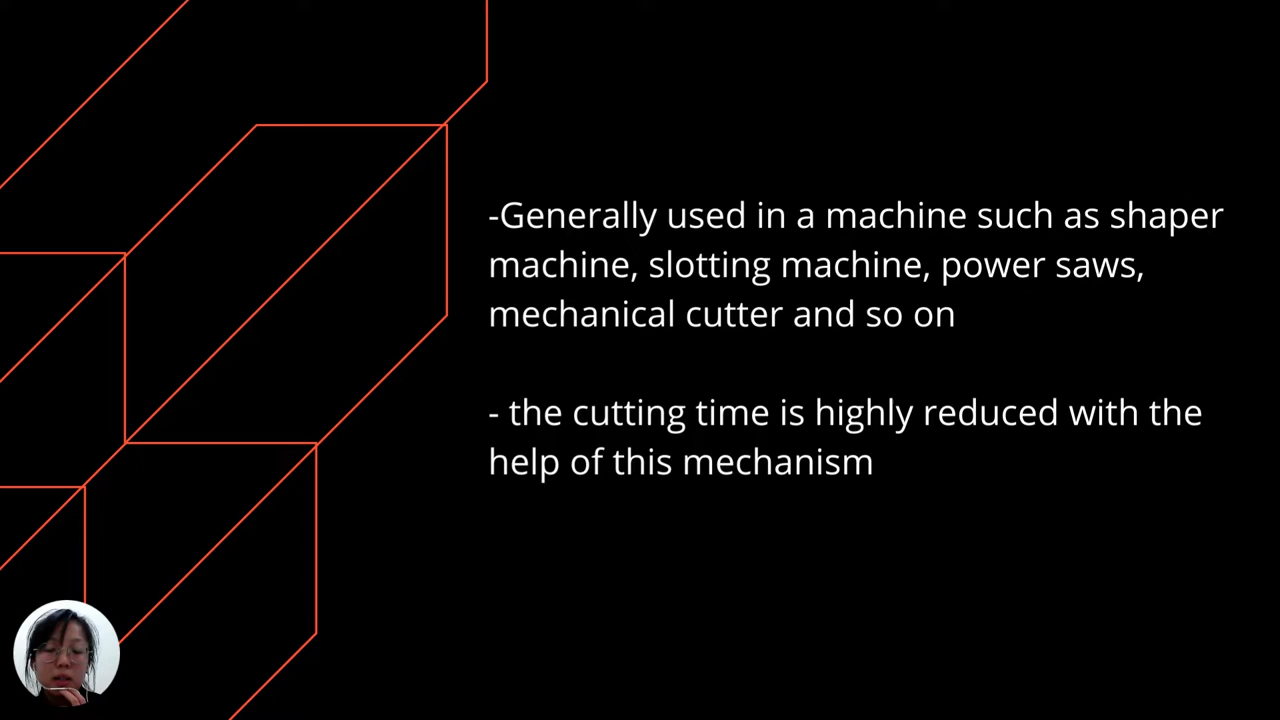 -Generally used in a machine such as shaper
machine, slotting machine, power saws,
mechanical cutter and so on
- the cutting time is highly reduced with the
help of this mechanism